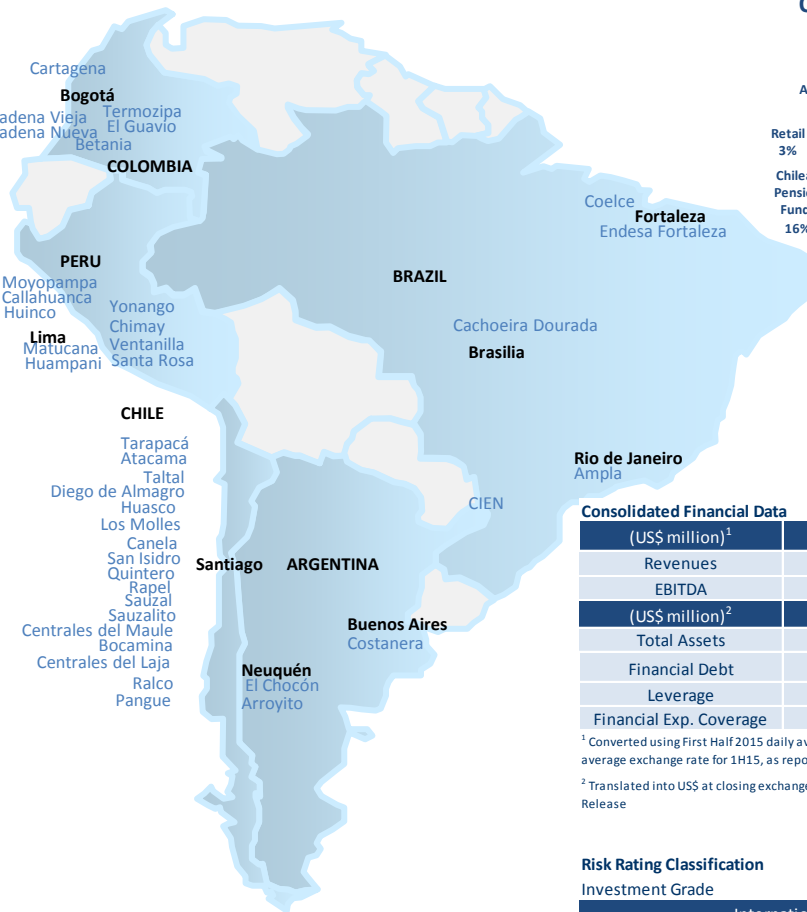 Cartagena
Bogotá
Termozipa
El Guavio
Betania
COLOMBIA
PERU
Moyopampa
Callahuanca
Huinco
Lima
Matucana
Huampani
Yonango
Chimay
Ventanilla
Santa Rosa
BRAZIL
Coelce
Fortaleza
Endesa Fortaleza
Cachoeira Dourada
Brasilia
Rio de Janeiro
Ampla
CIEN
CHILE
Tarapacá
Atacama
Taltal
Diego de Almagro
Huasco
Los Molles
Canela
San Isidro
Quintero
Rapel
Sauzal
Sauzalito
Centrales del Maule
Bocamina
Centrales del Laja
Ralco
Pangue
Santiago
ARGENTINA
Buenos Aires
Costanera
Neuquén
El Chocón
Arroyito
Retail
3%
16%
Consolidated Financial Data
(US$ million)1
Revenues
EBITDA
(US$ million)2
Total Assets
Financial Debt
Leverage
Financial Exp. Coverage
1 Converted using First Half 2015 daily
average exchange rate for 1H15, as
2 Translated into US$ at closing
Release
Risk Rating Classification
Investment Grade